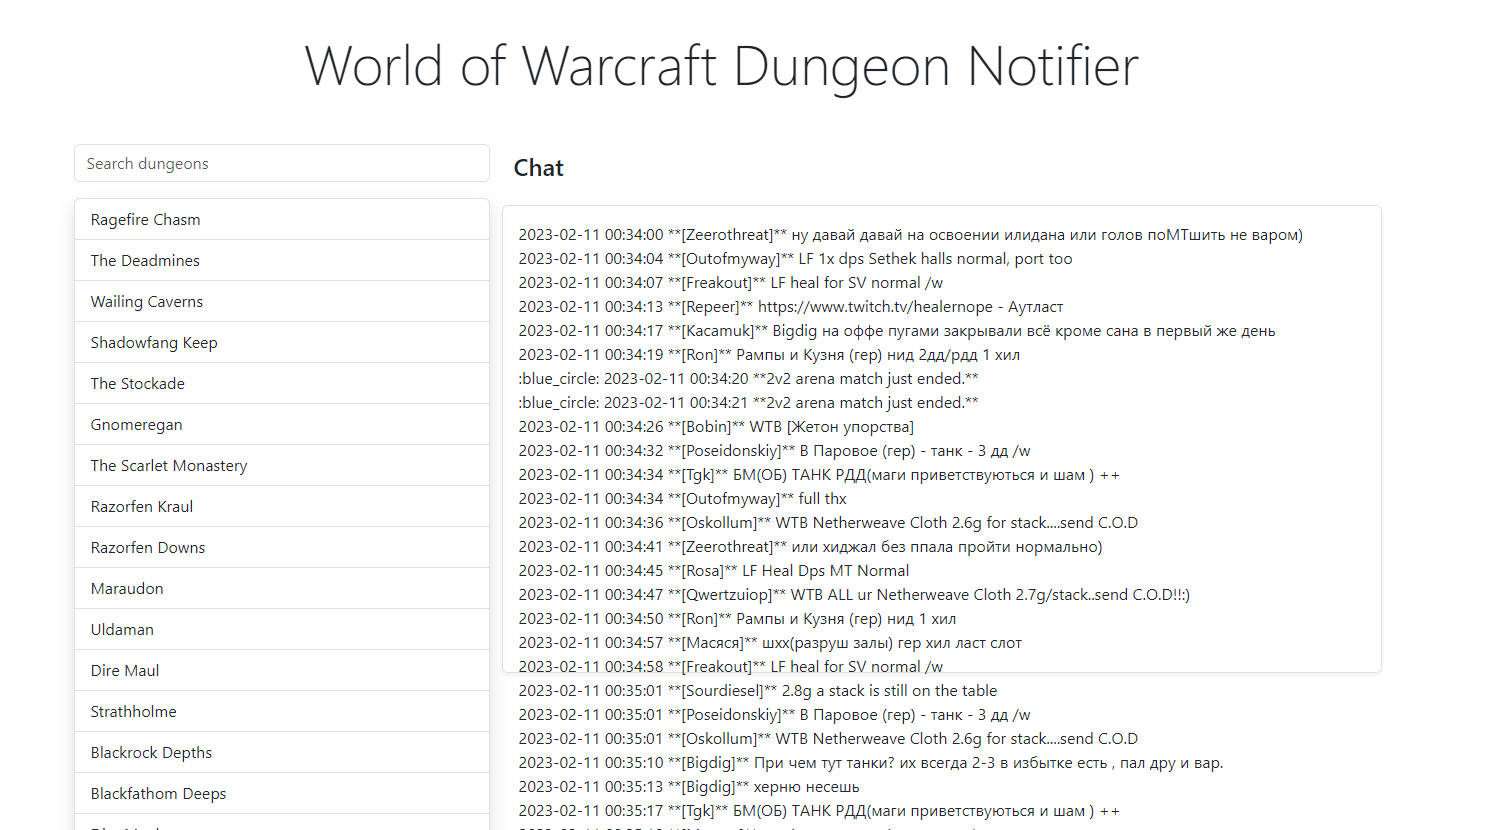 World of Warcraft Dungeon Notifier
Search dungeons
Ragefire Chasm
The Deadmines
Wailing Caverns
Shadowfang Keep
The Stockade
Gnomeregan
The Scarlet Monastery
Razorfen Kraul
Razorfen Downs
Maraudon
Uldaman
Dire Maul
Strathholme
Blackrock Depths
Blackfathom Deeps
Chat
2023-02-11 00:34:00 **[Zeerothreat]** ну давай давай на освоении илидана или голов поМТшить не варом)
2023-02-11 00:34:04 **[Outofmyway]** LF 1x dps Sethek halls normal, port too
2023-02-11 00:34:07 **[Freakout]** LF heal for SV normal /w
2023-02-11 00:34:13 **[Repeer]** https://www.twitch.tv/healernope - Аутласт
2023-02-11 00:34:17 **[Kacamuk]** Bigdig на оффе пугами закрывали всё кроме сана в первый же день
2023-02-11 00:34:19 **[Ron]** Рампы и Кузня (гер) нид 2дд/рдд 1 хил
:blue_circle: 2023-02-11 00:34:20 **2v2 arena match just ended.**
:blue_circle: 2023-02-11 00:34:21 **2v2 arena match just ended.**
2023-02-11 00:34:26 **[Bobin]** WTB [Жетон упорства]
2023-02-11 00:34:32 **[Poseidonskiy]** В Паровое (гер) - танк - 3 дд /w
2023-02-11 00:34:34 **[Tgk]** БМ(ОБ) ТАНК РДД(маги приветствуються и шам ) ++
2023-02-11 00:34:34 **[Outofmyway]** full thx
2023-02-11 00:34:36 **[Oskollum]** WTB Netherweave Cloth 2.6g for stack....send C.O.D
2023-02-11 00:34:41 **[Zeerothreat]** или хиджал без ппала пройти нормально)
2023-02-11 00:34:45 **[Rosa]** LF Heal Dps MT Normal
2023-02-11 00:34:47 **[Qwertzuiop]** WTB ALL ur Netherweave Cloth 2.7g/stack..send C.O.D!!:)
2023-02-11 00:34:50 **[Ron]** Рампы и Кузня (гер) нид 1 хил
2023-02-11 00:34:57 **[Масяся]** шхх(разруш залы) гер хил ласт слот
2023-02-11 00:34:58 **[Freakout]** LF heal for SV normal /w
2023-02-11 00:35:01 **[Sourdiesel]** 2.8g a stack is still on the table
2023-02-11 00:35:01 **[Poseidonskiy]** В Паровое (гер) - танк - 3 дд /w
2023-02-11 00:35:01 **[Oskollum]** WTB Netherweave Cloth 2.6g for stack....send C.O.D
2023-02-11 00:35:10 **[Bigdig]** При чем тут танки? их всегда 2-3 в избытке есть , пал дру и вар.
2023-02-11 00:35:13 **[Bigdig]** херню несешь
2023-02-11 00:35:17 **[Tgk]** БМ(ОБ) ТАНК РДД(маги приветствуються и шам ) ++